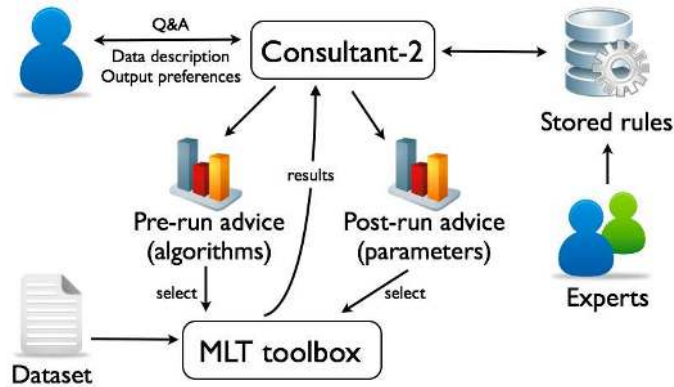 Q&A
Data description
Output preferences
Consultant-2
Stored rules
results
Pre-run advice
(algorithms)
Post-run advice
(parameters)
select
select
Experts
MLT toolbox
Dataset